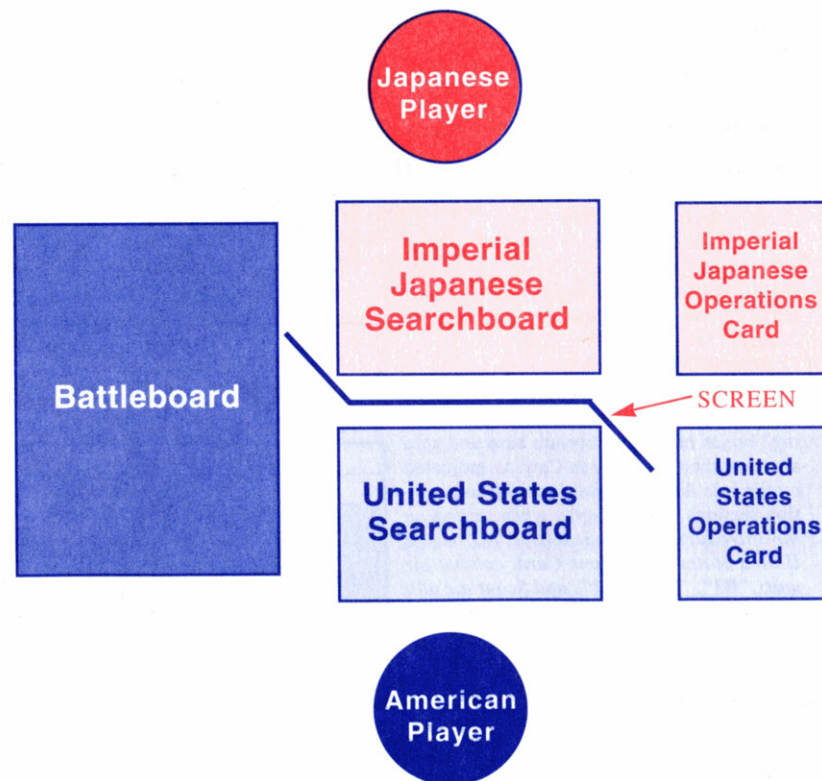 Japanese
Player
Imperial
Japanese
Searchboard
Imperial
Japanese
Operations
Card
Battleboard
SCREEN
United States
Searchboard
United
States
Operations
Card
American
Player